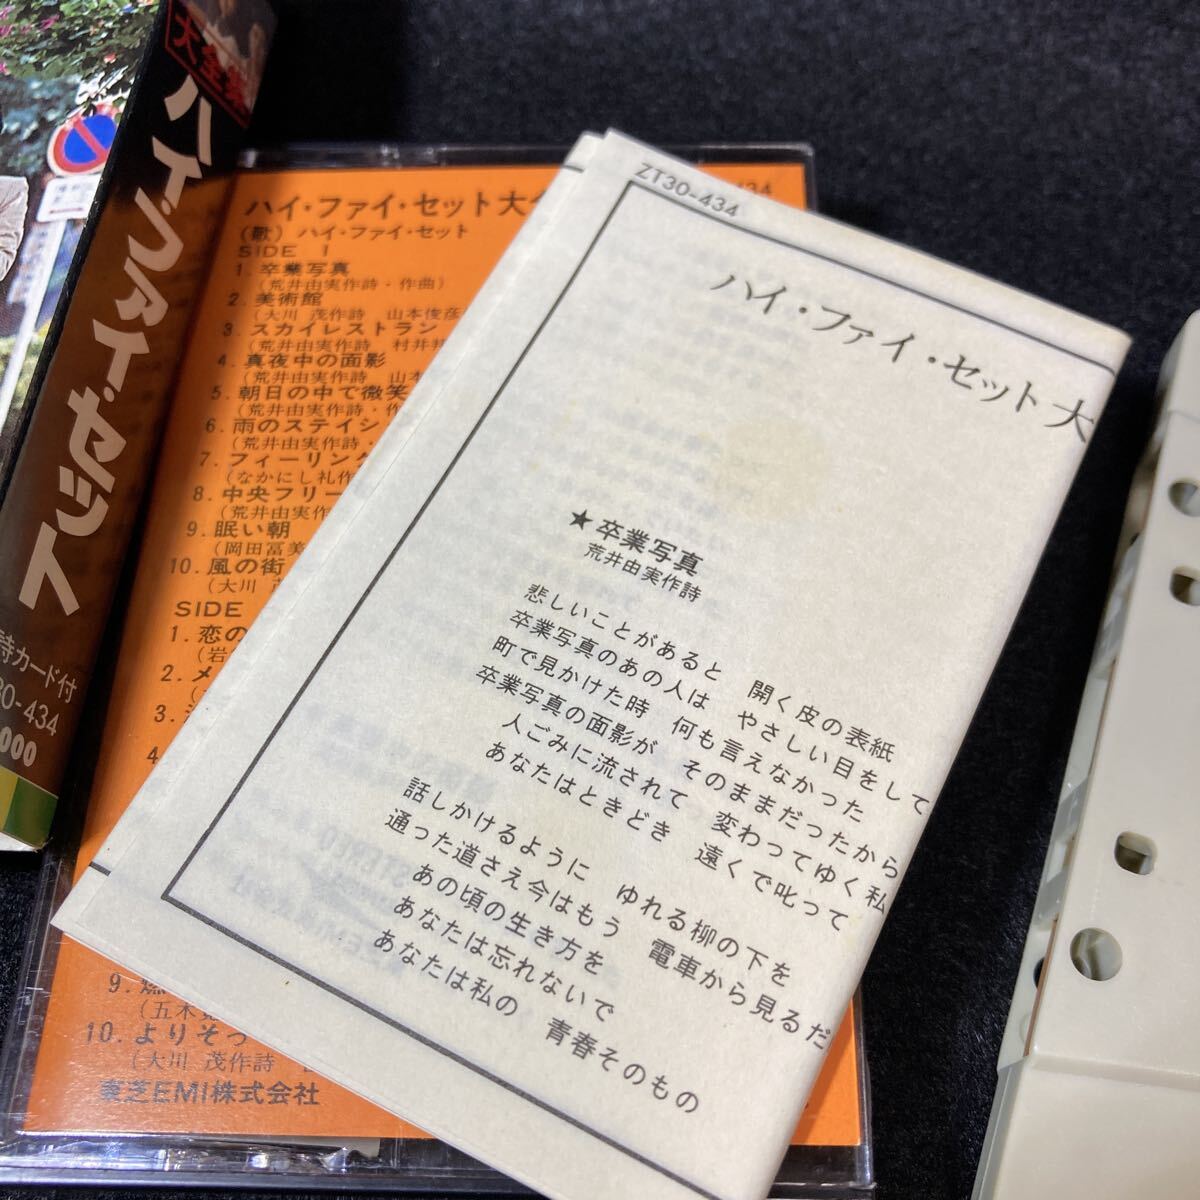 大全集
ハイ・ファイ・セット
詩カード付
30-434
000
434
ハイ・ファイ・セット大
(歌) ハイ・ファイ・セット
SIDE 1
1. 卒業写真
(荒井由実作詩・作曲)
2. 美術館
(大川 茂作詩 山本俊彦
3. スカイレストラン
(荒井由実作詩 村井邦
4. 真夜中の面影
(荒井由実作詩 山本
5. 朝日の中で微笑
(荒井由実作詩・作
6. 雨のステイシ
(荒井由実作詩・
7. フィーリング
(なかにし礼作
8. 中央フリー
(荒井由実作
9. 眠い朝
(岡田冨美
10. 風の街
(大川
SIDE
1. 恋の
(岩
2. メ
3.
4
9. 燃
(五木寛
10. よりそっ
(大川 茂作詩
東芝EMI株式会社
ZT30-434
ハイ・ファイ・セット大
★卒業写真
荒井由実作詩
悲しいことがあると 開く皮の表紙
卒業写真のあの人は やさしい目をして
町で見かけた時 何も言えなかった
卒業写真の面影が そのままだったから
人ごみに流されて 変わってゆく私
あなたはときどき 遠くで叱って
話しかけるように ゆれる柳の下を
通った道さえ今はもう 電車から見るだ
あの頃の生き方を
あなたは忘れないで
あなたは私の 青春そのもの